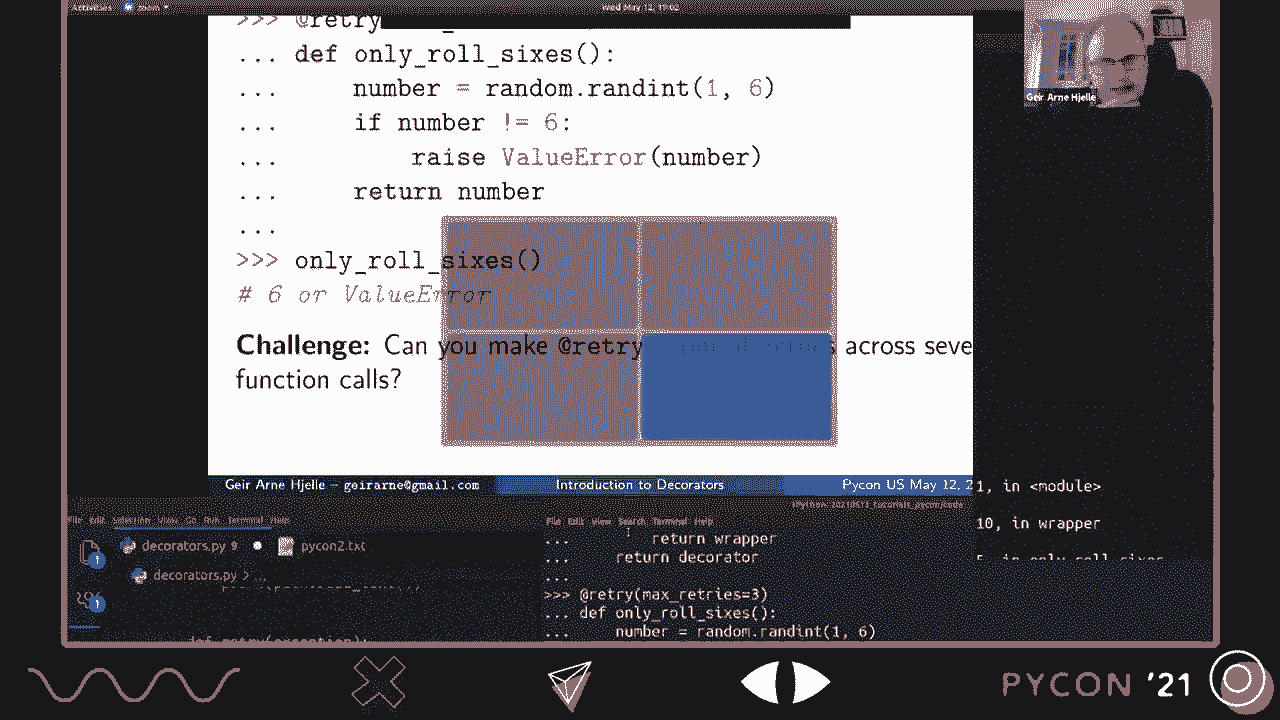 Activities zoom Wed May 12, 19:02
>>> @retry
... def only_roll_sixes():
...     number = random.randint(1, 6)
...     if number != 6:
...         raise ValueError(number)
...     return number
...
>>> only_roll_sixes()
# 6 or ValueError
Challenge: Can you make @retry across seve
function calls?
Geir Arne Hjelle – geirarne@gmail.com Introduction to Decorators Pycon US May 12, 2
Geir Arne Hjelle
1, in <module>
10, in wrapper
5, in only_roll_sixes
File Edit Selection View Go Run Terminal Help
decorators.py 9 pycon2.txt
decorators.py > ...
def retry(exception):
1
1
File Edit View Search Terminal Help
...         return wrapper
...     return decorator
...
>>> @retry(max_retries=3)
... def only_roll_sixes():
...     number = random.randint(1, 6)
PYCON '21